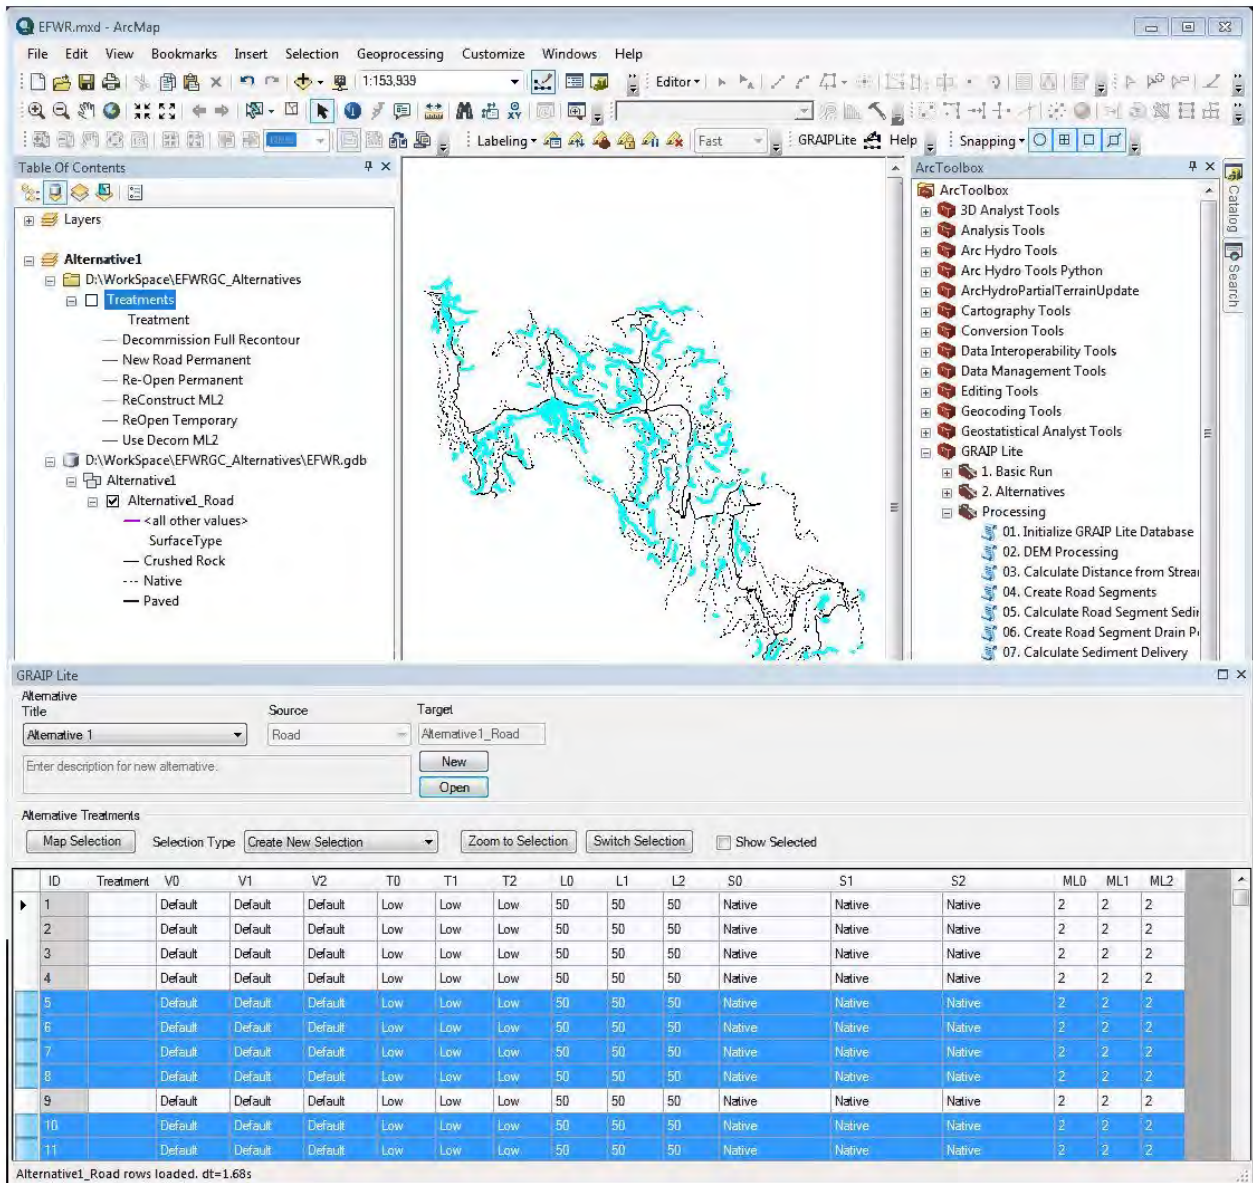 EFWR.mxd - ArcMap
File Edit View Bookmarks Insert Selection Geoprocessing Customize Windows Help
1:153,939 Editor
Labeling Fast GRAIPLite Help Snapping
Table Of Contents
Layers
Alternative1
D:\WorkSpace\EFWRGC_Alternatives
Treatments
Treatment
Decommission Full Recontour
New Road Permanent
Re-Open Permanent
ReConstruct ML2
ReOpen Temporary
Use Decom ML2
D:\WorkSpace\EFWRGC_Alternatives\EFWR.gdb
Alternative1
Alternative1_Road
<all other values>
SurfaceType
Crushed Rock
Native
Paved
ArcToolbox
ArcToolbox
3D Analyst Tools
Analysis Tools
Arc Hydro Tools
Arc Hydro Tools Python
ArcHydroPartialTerrainUpdate
Cartography Tools
Conversion Tools
Data Interoperability Tools
Data Management Tools
Editing Tools
Geocoding Tools
Geostatistical Analyst Tools
GRAIP Lite
1. Basic Run
2. Alternatives
Processing
01. Initialize GRAIP Lite Database
02. DEM Processing
03. Calculate Distance from Strear
04. Create Road Segments
05. Calculate Road Segment Sedir
06. Create Road Segment Drain P
07. Calculate Sediment Delivery
Catalog
Search
GRAIP Lite
Alternative
Title Source Target
Alternative 1 Road Alternative1_Road
Enter description for new alternative.
New
Open
Alternative Treatments
Map Selection Selection Type Create New Selection Zoom to Selection Switch Selection Show Selected
ID Treatment V0 V1 V2 T0 T1 T2 L0 L1 L2 S0 S1 S2 ML0 ML1 ML2
1 Default Default Default Low Low Low 50 50 50 Native Native Native 2 2 2
2 Default Default Default Low Low Low 50 50 50 Native Native Native 2 2 2
3 Default Default Default Low Low Low 50 50 50 Native Native Native 2 2 2
4 Default Default Default Low Low Low 50 50 50 Native Native Native 2 2 2
5 Default Default Default Low Low Low 50 50 50 Native Native Native 2 2 2
6 Default Default Default Low Low Low 50 50 50 Native Native Native 2 2 2
7 Default Default Default Low Low Low 50 50 50 Native Native Native 2 2 2
8 Default Default Default Low Low Low 50 50 50 Native Native Native 2 2 2
9 Default Default Default Low Low Low 50 50 50 Native Native Native 2 2 2
10 Default Default Default Low Low Low 50 50 50 Native Native Native 2 2 2
11 Default Default Default Low Low Low 50 50 50 Native Native Native 2 2 2
Alternative1_Road rows loaded. dt=1.68s